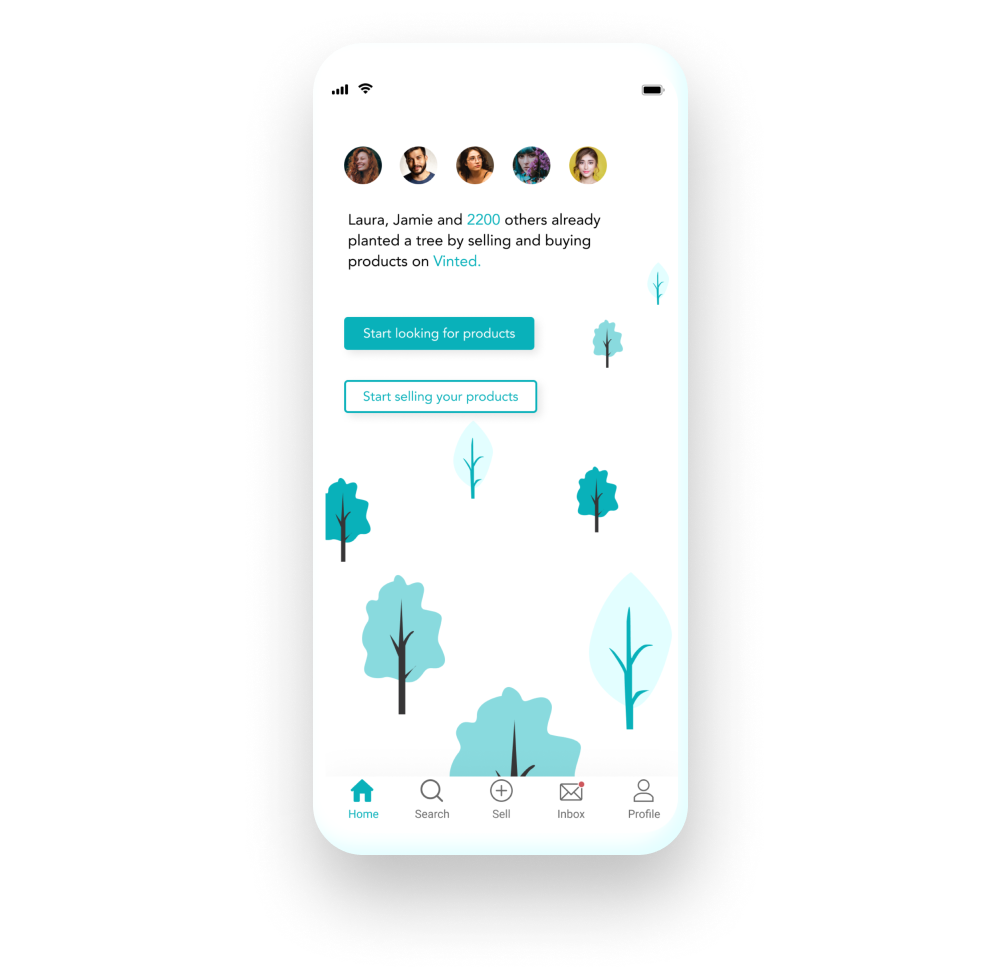 Laura, Jamie and 2200 others already
planted a tree by selling and buying
products on Vinted.
Start looking for products
Start selling your products
Home
Search
Sell
Inbox
Profile